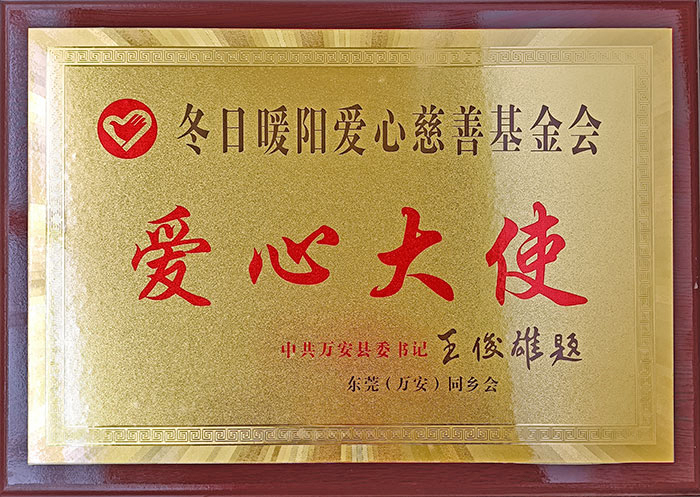 冬日暖阳爱心慈善基金会
爱心大使
中共万安县委书记 王俊雄题
东莞（万安）同乡会